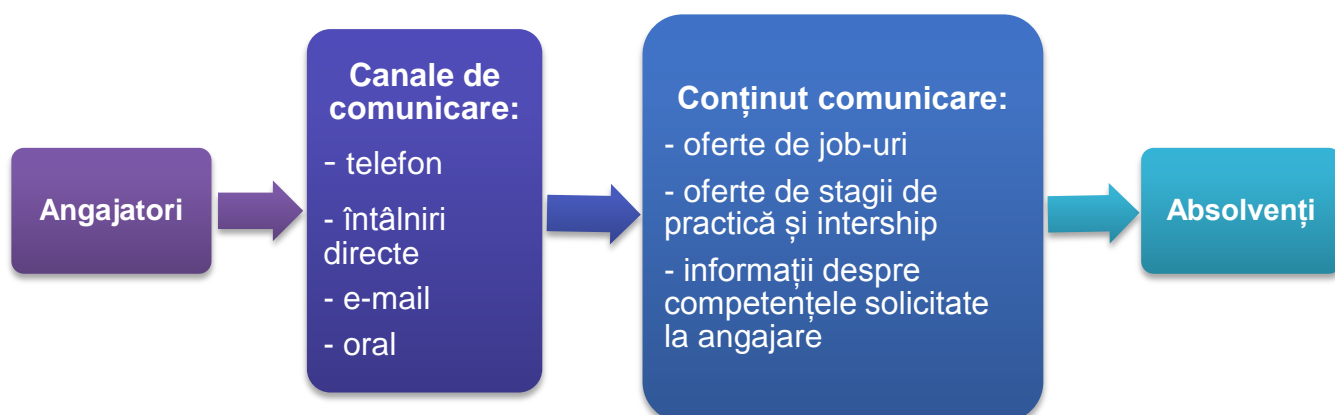 Angajatori
Canale de
comunicare:
- telefon
- întâlniri
directe
- e-mail
- oral
Conținut comunicare:
- oferte de job-uri
- oferte de stagii de
practică și intership
- informații despre
competențele solicitate
la angajare
Absolvenți